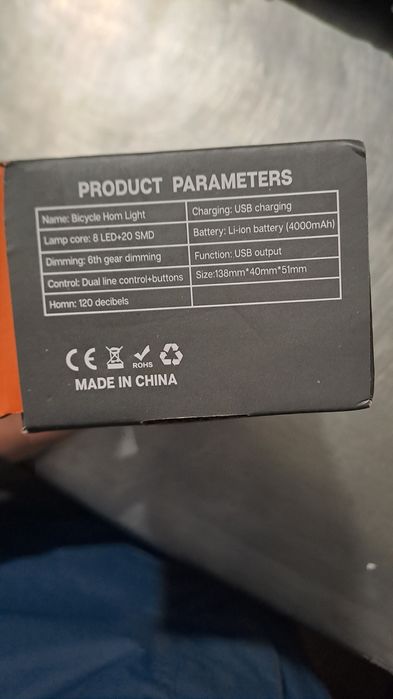 PRODUCT PARAMETERS
Name: Bicycle Hom Light
Charging: USB charging
Lamp core: 8 LED+20 SMD
Battery: Li-ion battery (4000mAh)
Dimming: 6th gear dimming
Function: USB output
Control: Dual line control+buttons
Size:138mm*40mm*51mm
Homn: 120 decibels
CE
ROHS
MADE IN CHINA